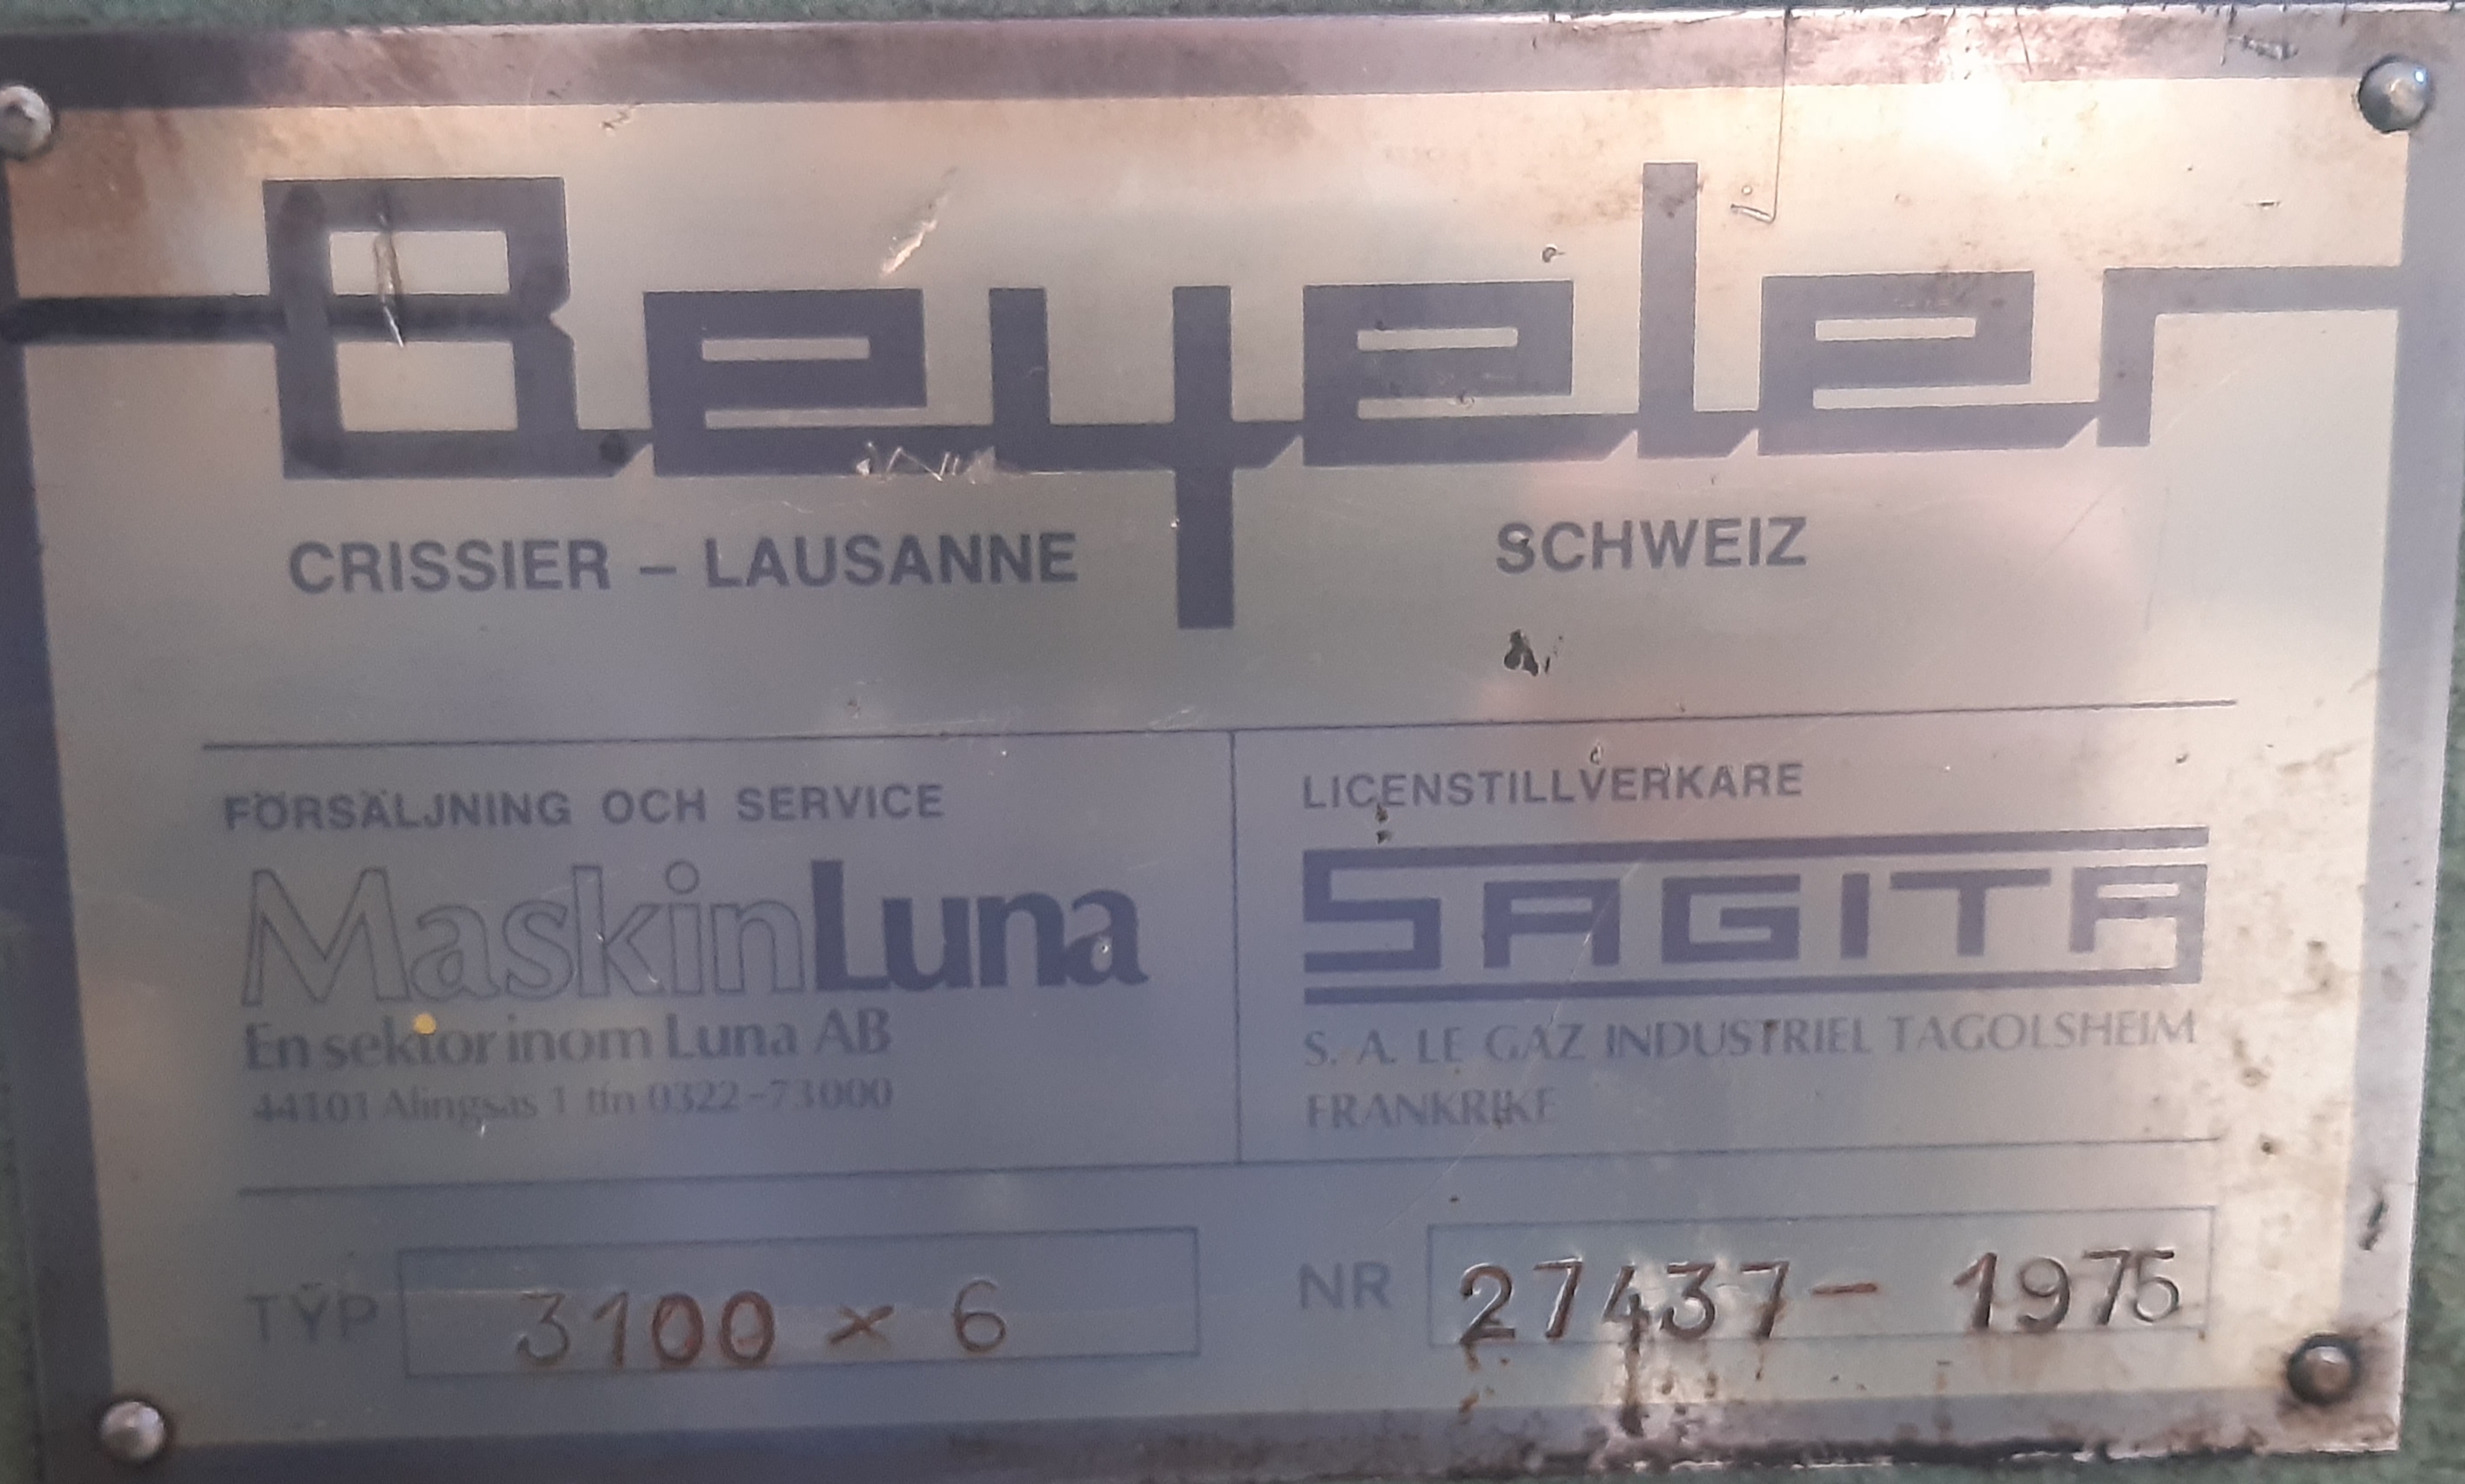 Beyeler
CRISSIER – LAUSANNE SCHWEIZ
FÖRSÄLJNING OCH SERVICE
MaskinLuna
En sektor inom Luna AB
44101 Alingsås 1 tfn 0322-73000
LICENSTILLVERKARE
SAGITA
S. A. LE GAZ INDUSTRIEL TAGOLSHEIM
FRANKRIKE
TYP 3100 x 6
NR 27437 – 1975